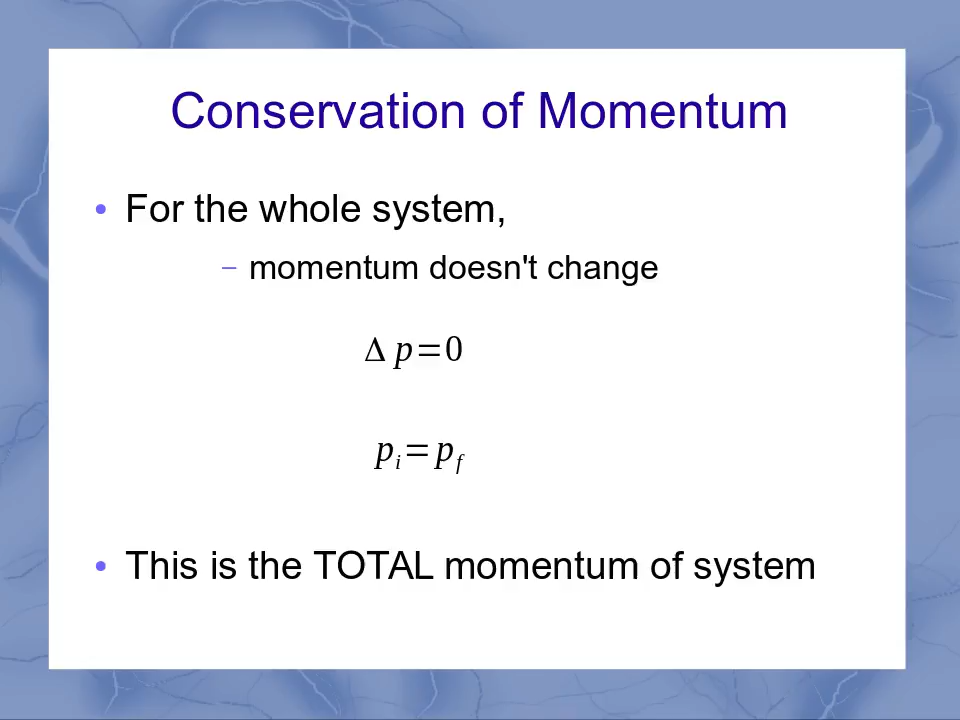 Conservation of Momentum
• For the whole system,
– momentum doesn't change
Δ p=0
pᵢ=p_f
• This is the TOTAL momentum of system